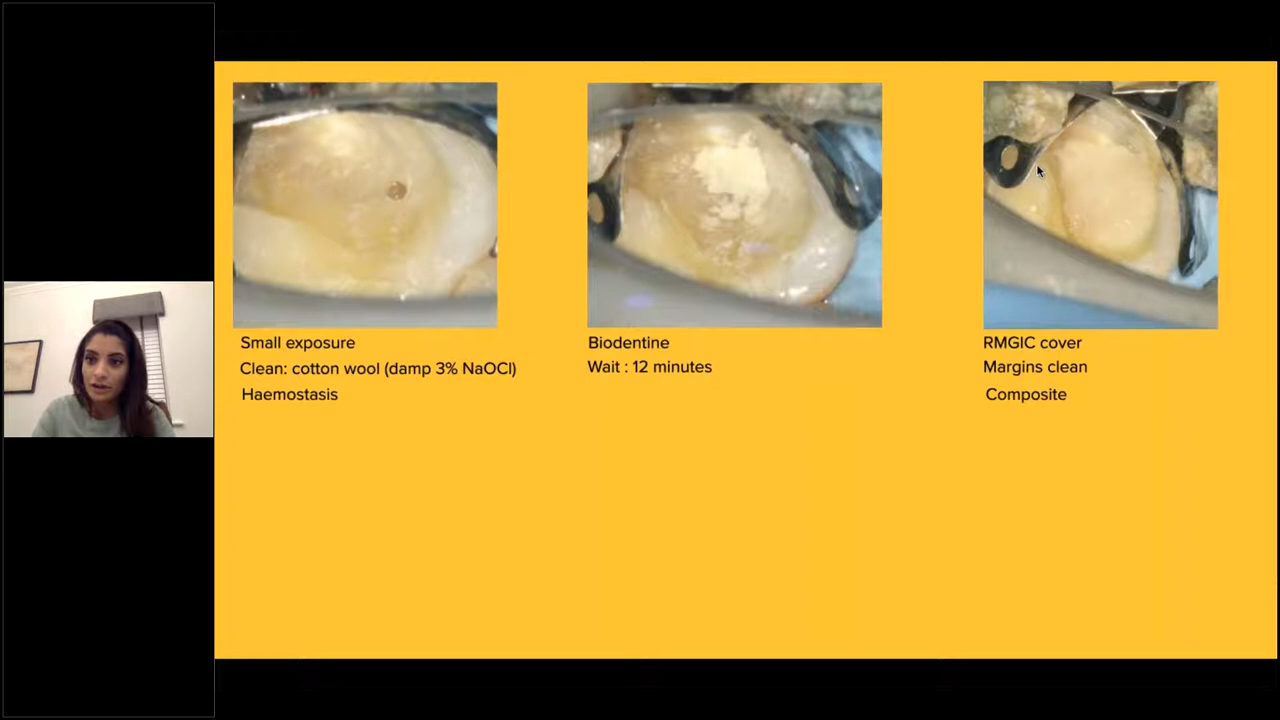 Small exposure
Clean: cotton wool (damp 3% NaOCl)
Haemostasis
Biodentine
Wait : 12 minutes
RMGIC cover
Margins clean
Composite